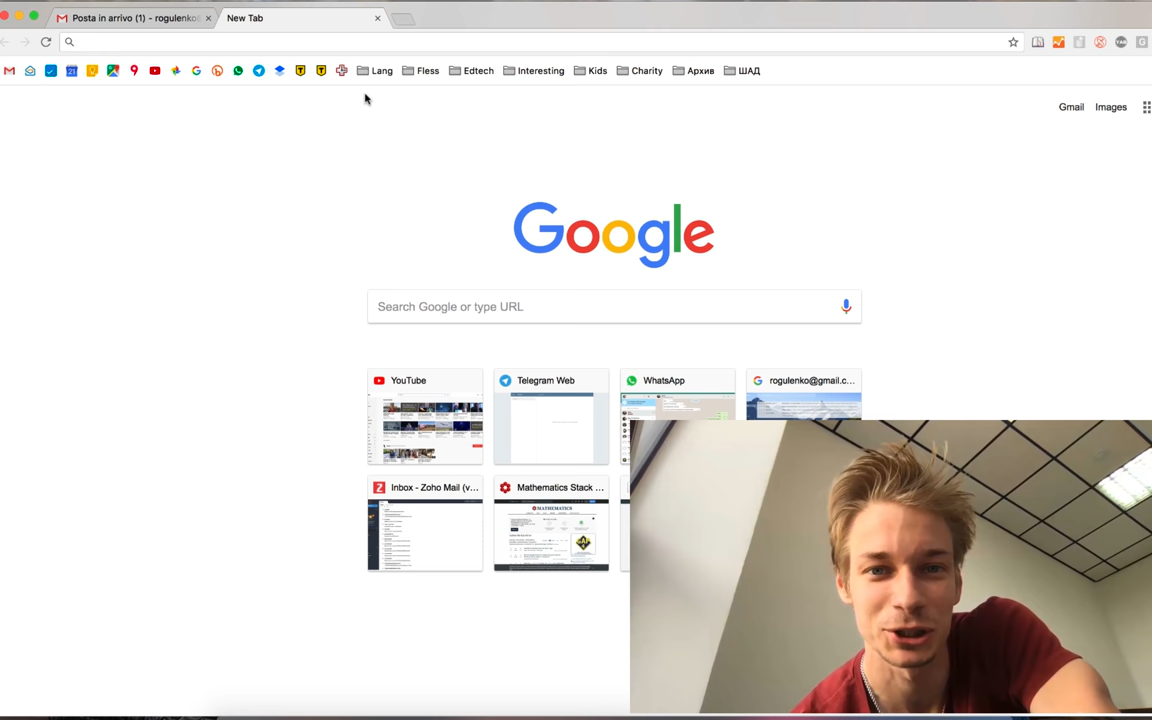 Posta in arrivo (1) - rogulenko
New Tab
Lang
Fless
Edtech
Interesting
Kids
Charity
Архив
ШАД
Gmail
Images
Google
Search Google or type URL
YouTube
Telegram Web
WhatsApp
rogulenko@gmail.c...
Inbox - Zoho Mail (v...
Mathematics Stack ...
MATHEMATICS